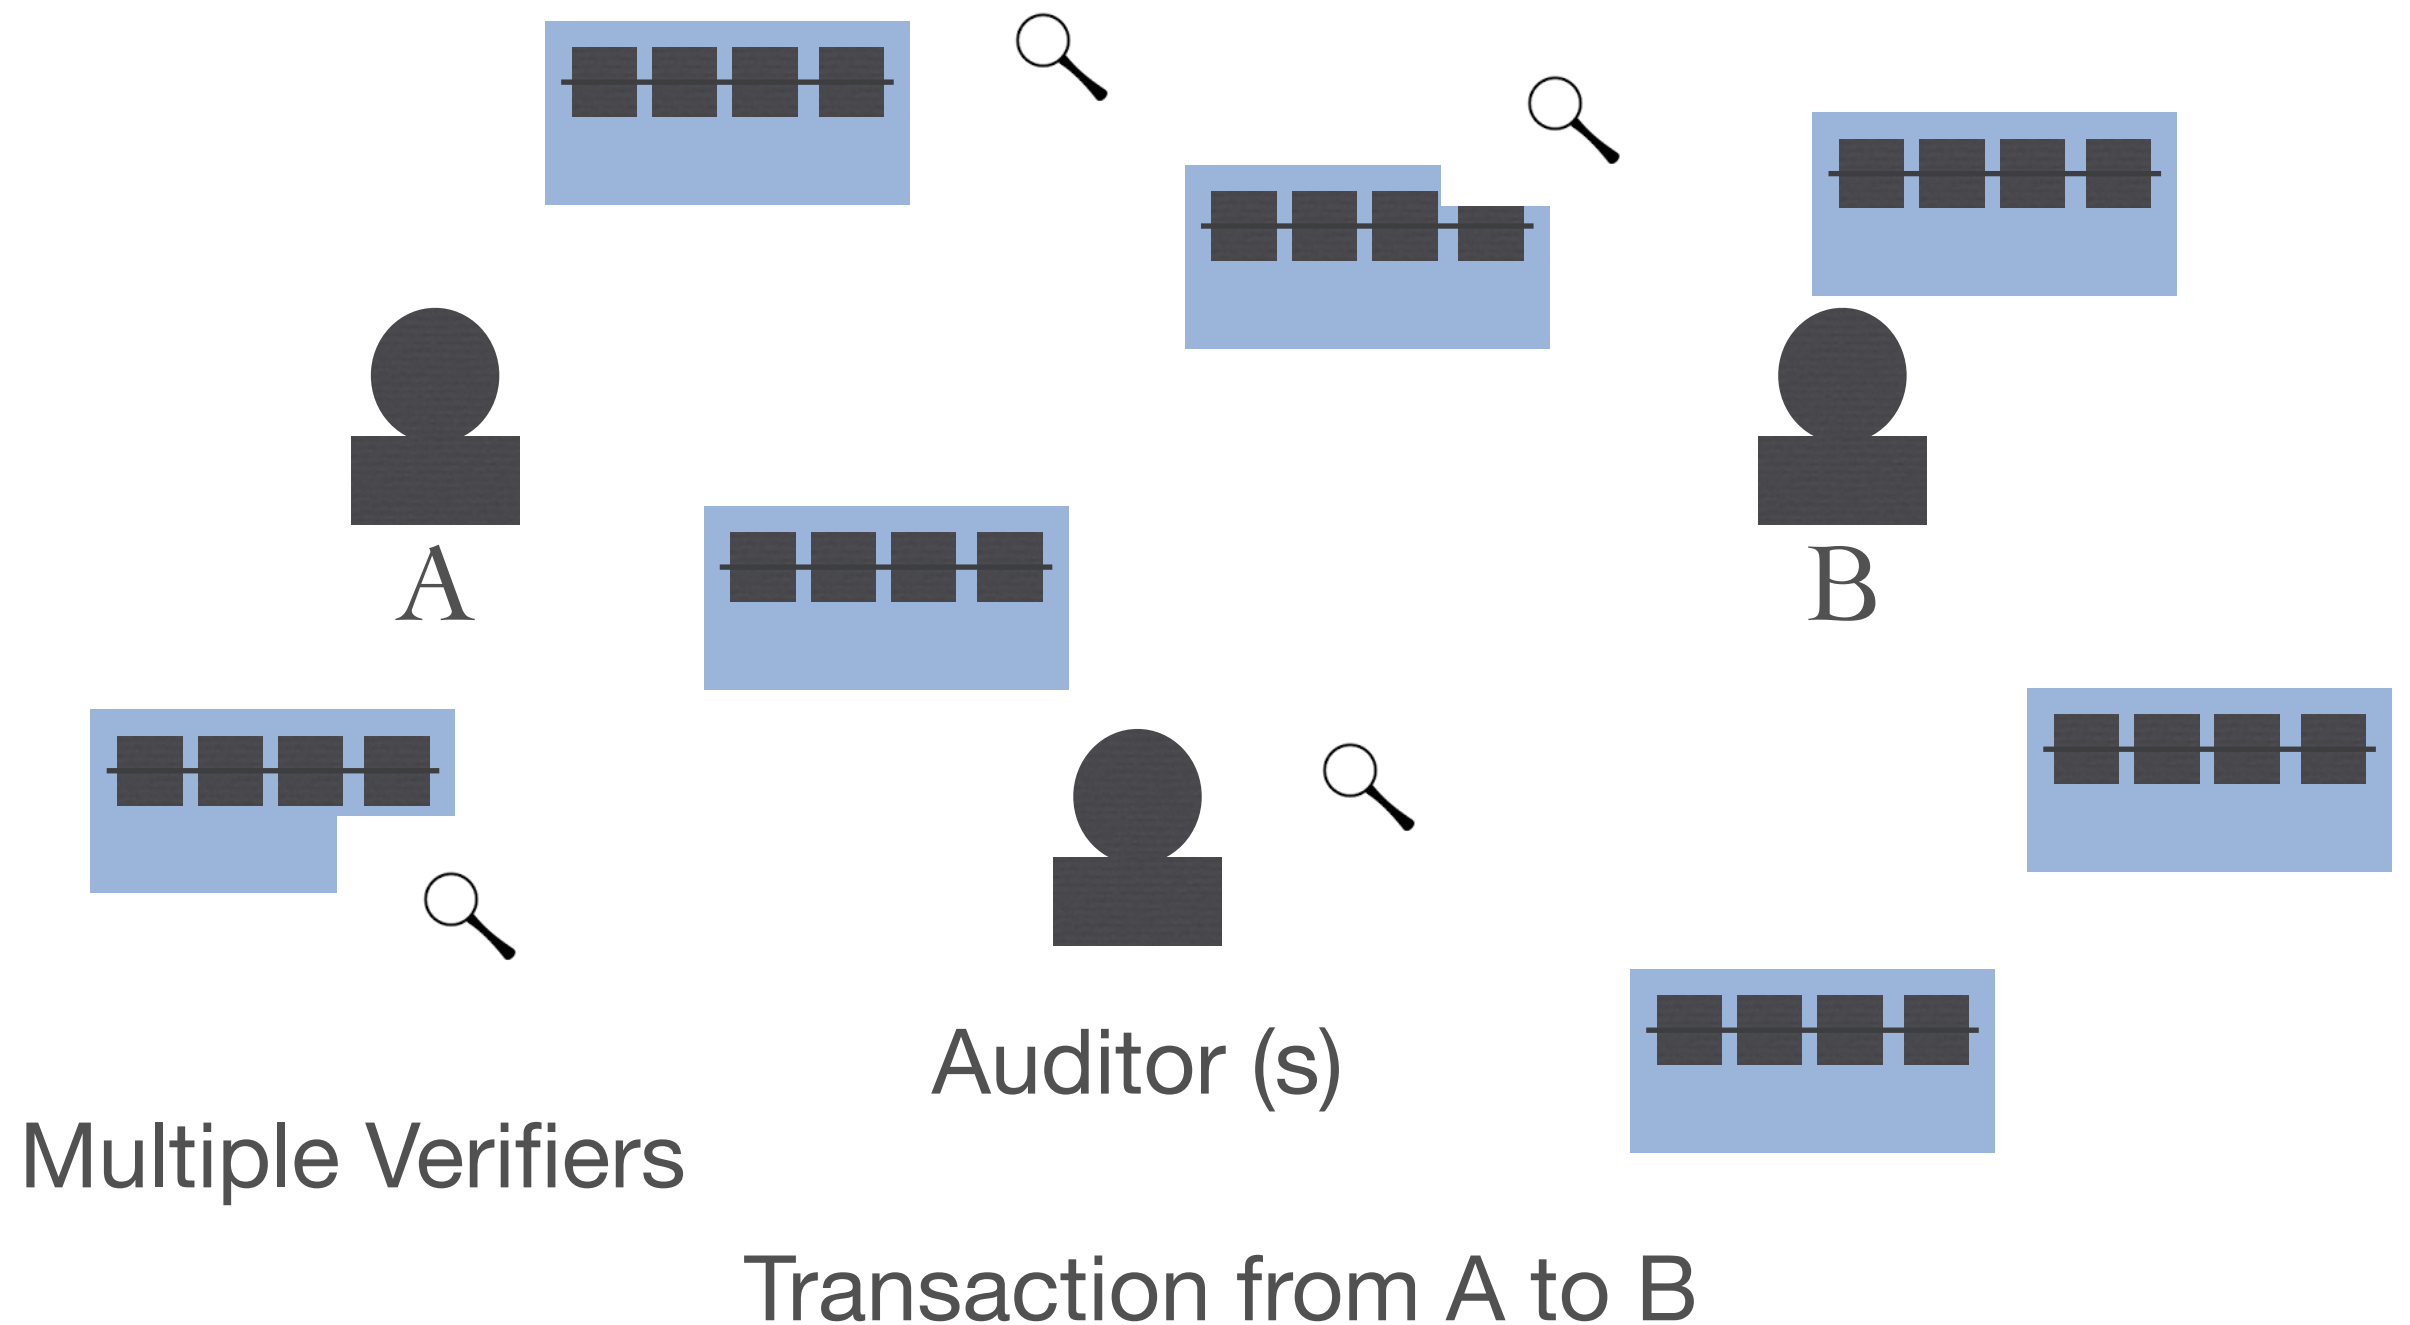 A
B
Auditor (s)
Multiple Verifiers
Transaction from A to B